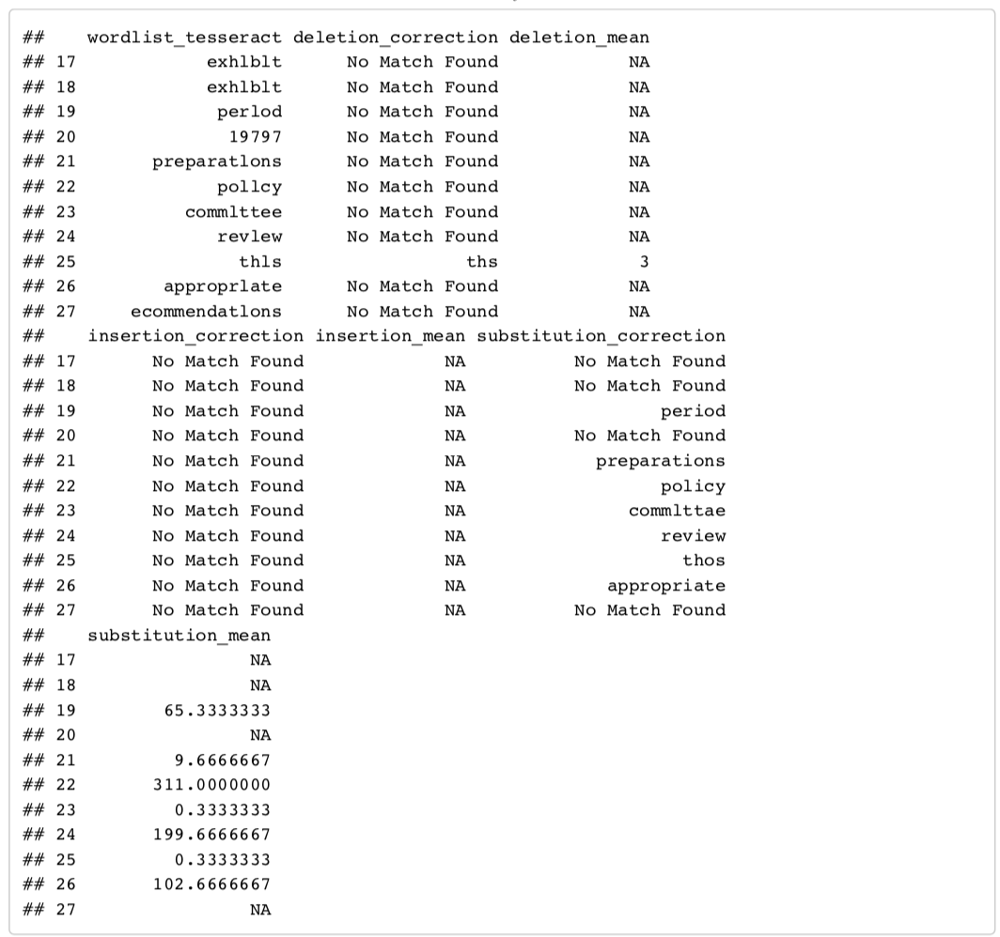 ##    wordlist_tesseract deletion_correction deletion_mean
## 17            exhlblt      No Match Found            NA
## 18            exhlblt      No Match Found            NA
## 19             perlod      No Match Found            NA
## 20              19797      No Match Found            NA
## 21       preparatlons      No Match Found            NA
## 22             pollcy      No Match Found            NA
## 23          commlttee      No Match Found            NA
## 24             revlew      No Match Found            NA
## 25               thls                 ths             3
## 26        approprlate      No Match Found            NA
## 27     ecommendatlons      No Match Found            NA
##    insertion_correction insertion_mean substitution_correction
## 17       No Match Found             NA          No Match Found
## 18       No Match Found             NA          No Match Found
## 19       No Match Found             NA                  period
## 20       No Match Found             NA          No Match Found
## 21       No Match Found             NA            preparations
## 22       No Match Found             NA                  policy
## 23       No Match Found             NA               commlttae
## 24       No Match Found             NA                  review
## 25       No Match Found             NA                    thos
## 26       No Match Found             NA             appropriate
## 27       No Match Found             NA          No Match Found
##    substitution_mean
## 17                NA
## 18                NA
## 19        65.3333333
## 20                NA
## 21         9.6666667
## 22       311.0000000
## 23         0.3333333
## 24       199.6666667
## 25         0.3333333
## 26       102.6666667
## 27                NA